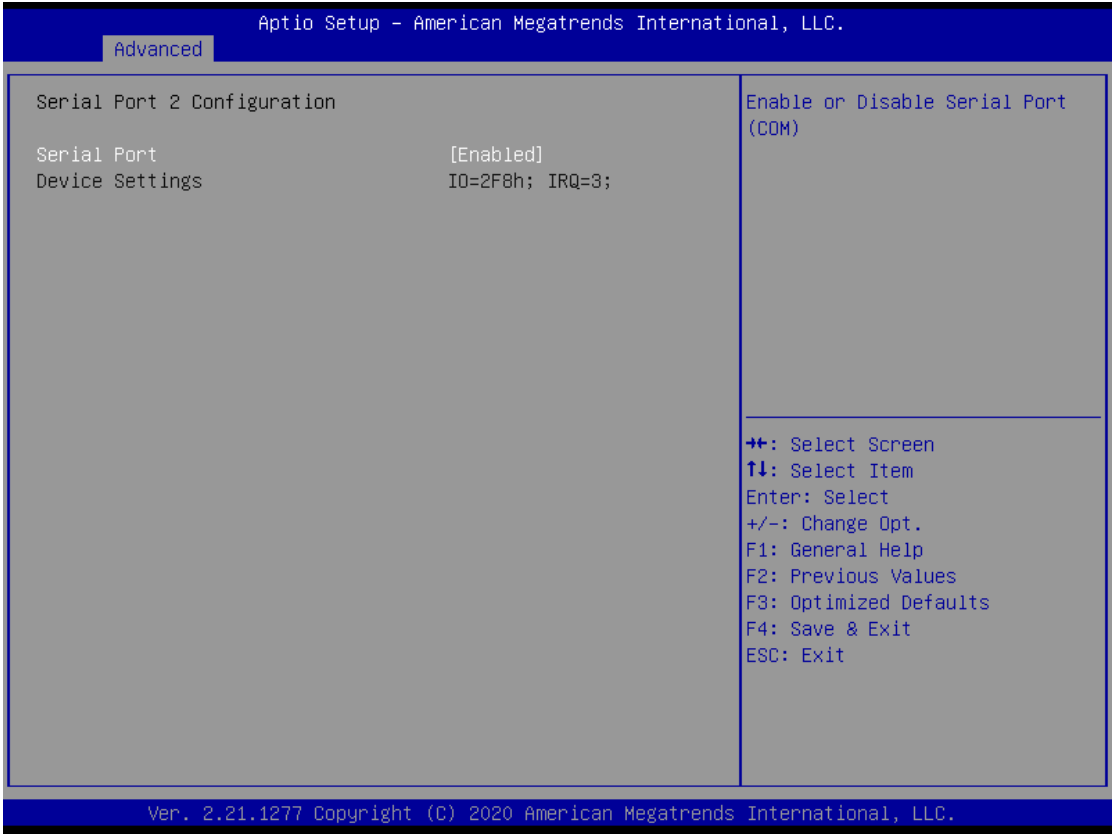 Aptio Setup – American Megatrends International, LLC.
Advanced
Serial Port 2 Configuration
Serial Port [Enabled]
Device Settings IO=2F8h; IRQ=3;
Enable or Disable Serial Port
(COM)
→←: Select Screen
↑↓: Select Item
Enter: Select
+/-: Change Opt.
F1: General Help
F2: Previous Values
F3: Optimized Defaults
F4: Save & Exit
ESC: Exit
Ver. 2.21.1277 Copyright (C) 2020 American Megatrends International, LLC.